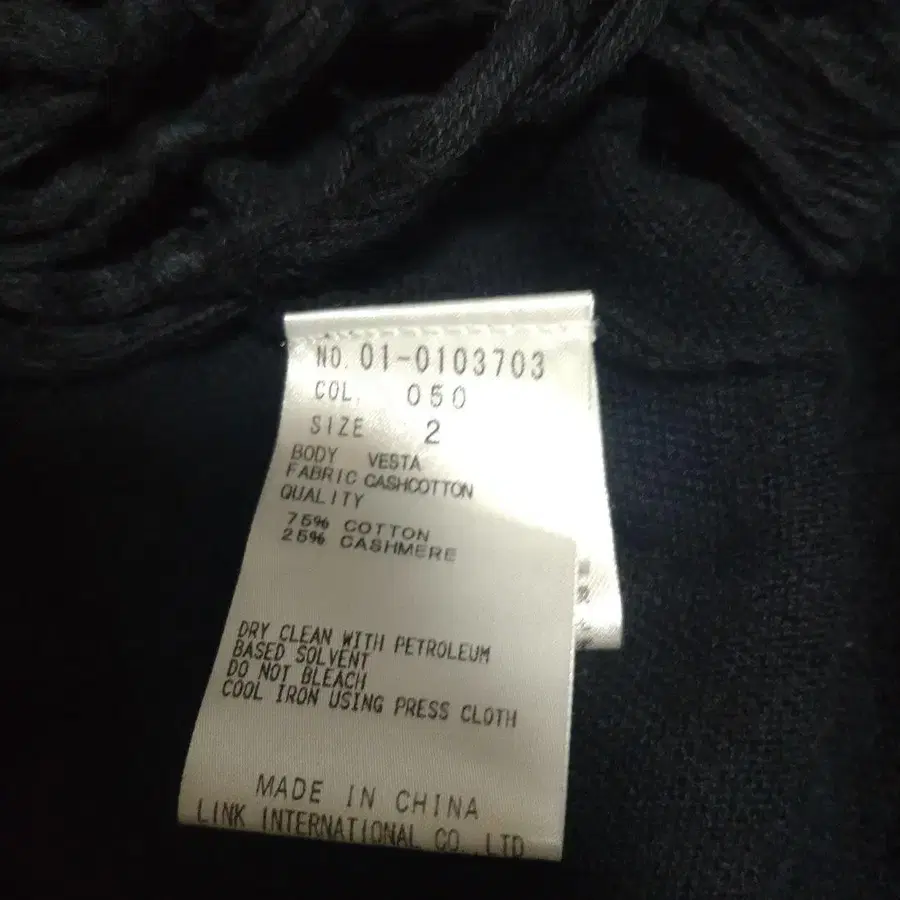 NO. 01-0103703
COL. 050
SIZE 2
BODY VESTA
FABRIC CASHCOTTON
QUALITY
75% COTTON
25% CASHMERE
DRY CLEAN WITH PETROLEUM
BASED SOLVENT
DO NOT BLEACH
COOL IRON USING PRESS CLOTH
MADE IN CHINA
LINK INTERNATIONAL CO.,LTD